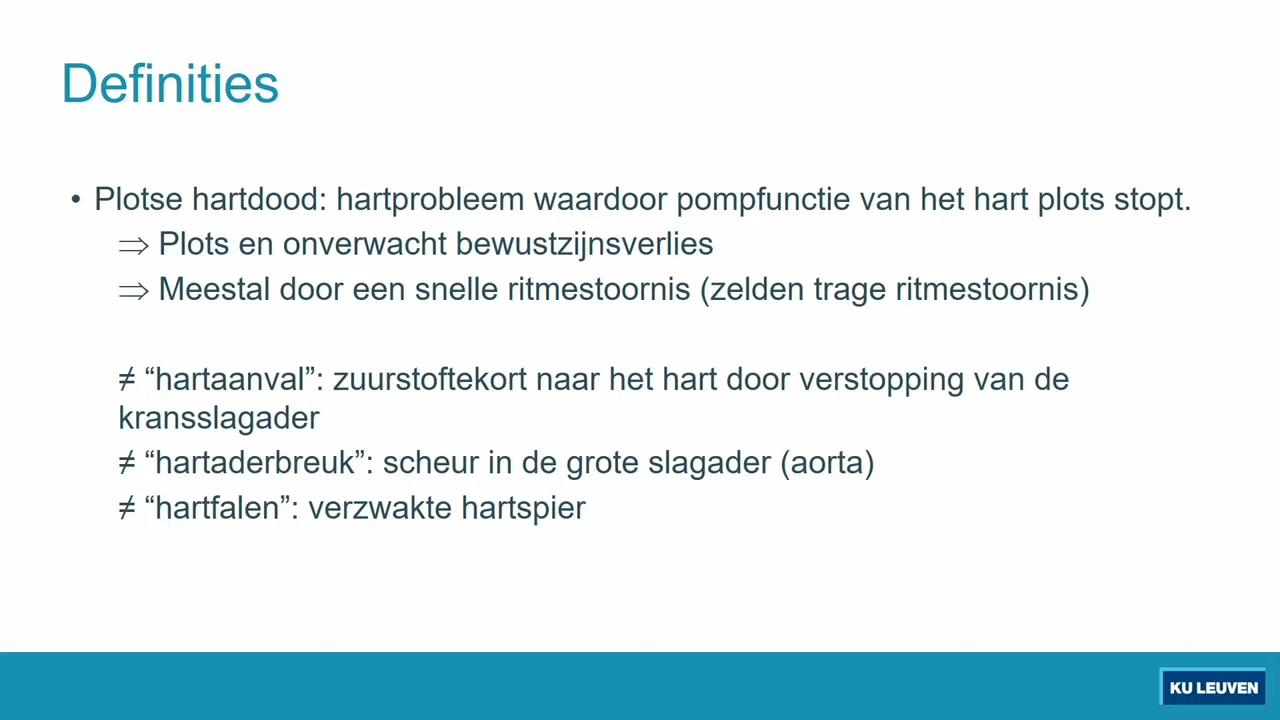 Definities
• Plotse hartdood: hartprobleem waardoor pompfunctie van het hart plots stopt.
⇒ Plots en onverwacht bewustzijnsverlies
⇒ Meestal door een snelle ritmestoornis (zelden trage ritmestoornis)
≠ “hartaanval”: zuurstoftekort naar het hart door verstopping van de
kransslagader
≠ “hartaderbreuk”: scheur in de grote slagader (aorta)
≠ “hartfalen”: verzwakte hartspier
KU LEUVEN